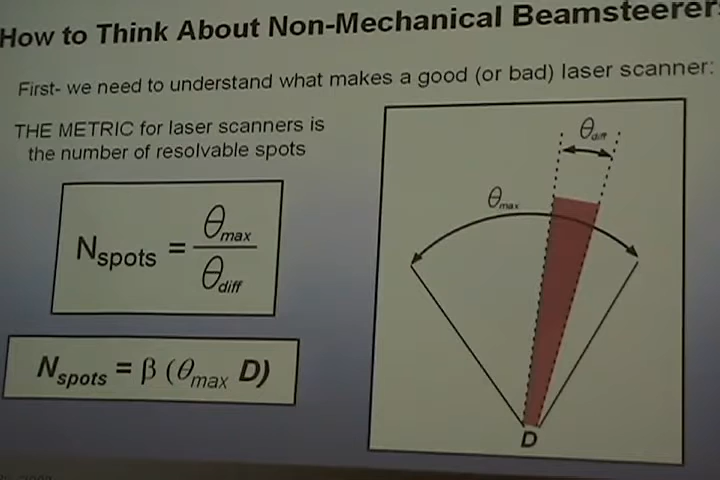 How to Think About Non-Mechanical Beamsteerer
First- we need to understand what makes a good (or bad) laser scanner:
THE METRIC for laser scanners is
the number of resolvable spots
Nspots = θmax / θdiff
Nspots = β (θmax D)
θdiff
θmax
D